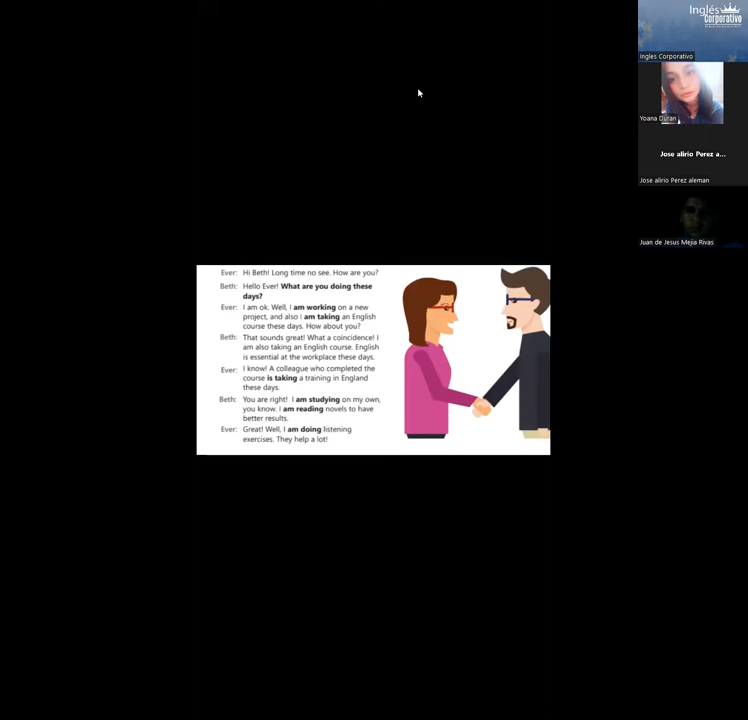 Inglés
Corporativo
Ingles Corporativo
Yoana Duran
Jose alirio Perez a...
Jose alirio Perez aleman
Juan de Jesus Mejia Rivas
Ever: Hi Beth! Long time no see. How are you?
Beth: Hello Ever! What are you doing these
days?
Ever: I am ok. Well, I am working on a new
project, and also I am taking an English
course these days. How about you?
Beth: That sounds great! What a coincidence! I
am also taking an English course. English
is essential at the workplace these days.
Ever: I know! A colleague who completed the
course is taking a training in England
these days.
Beth: You are right! I am studying on my own,
you know. I am reading novels to have
better results.
Ever: Great! Well, I am doing listening
exercises. They help a lot!